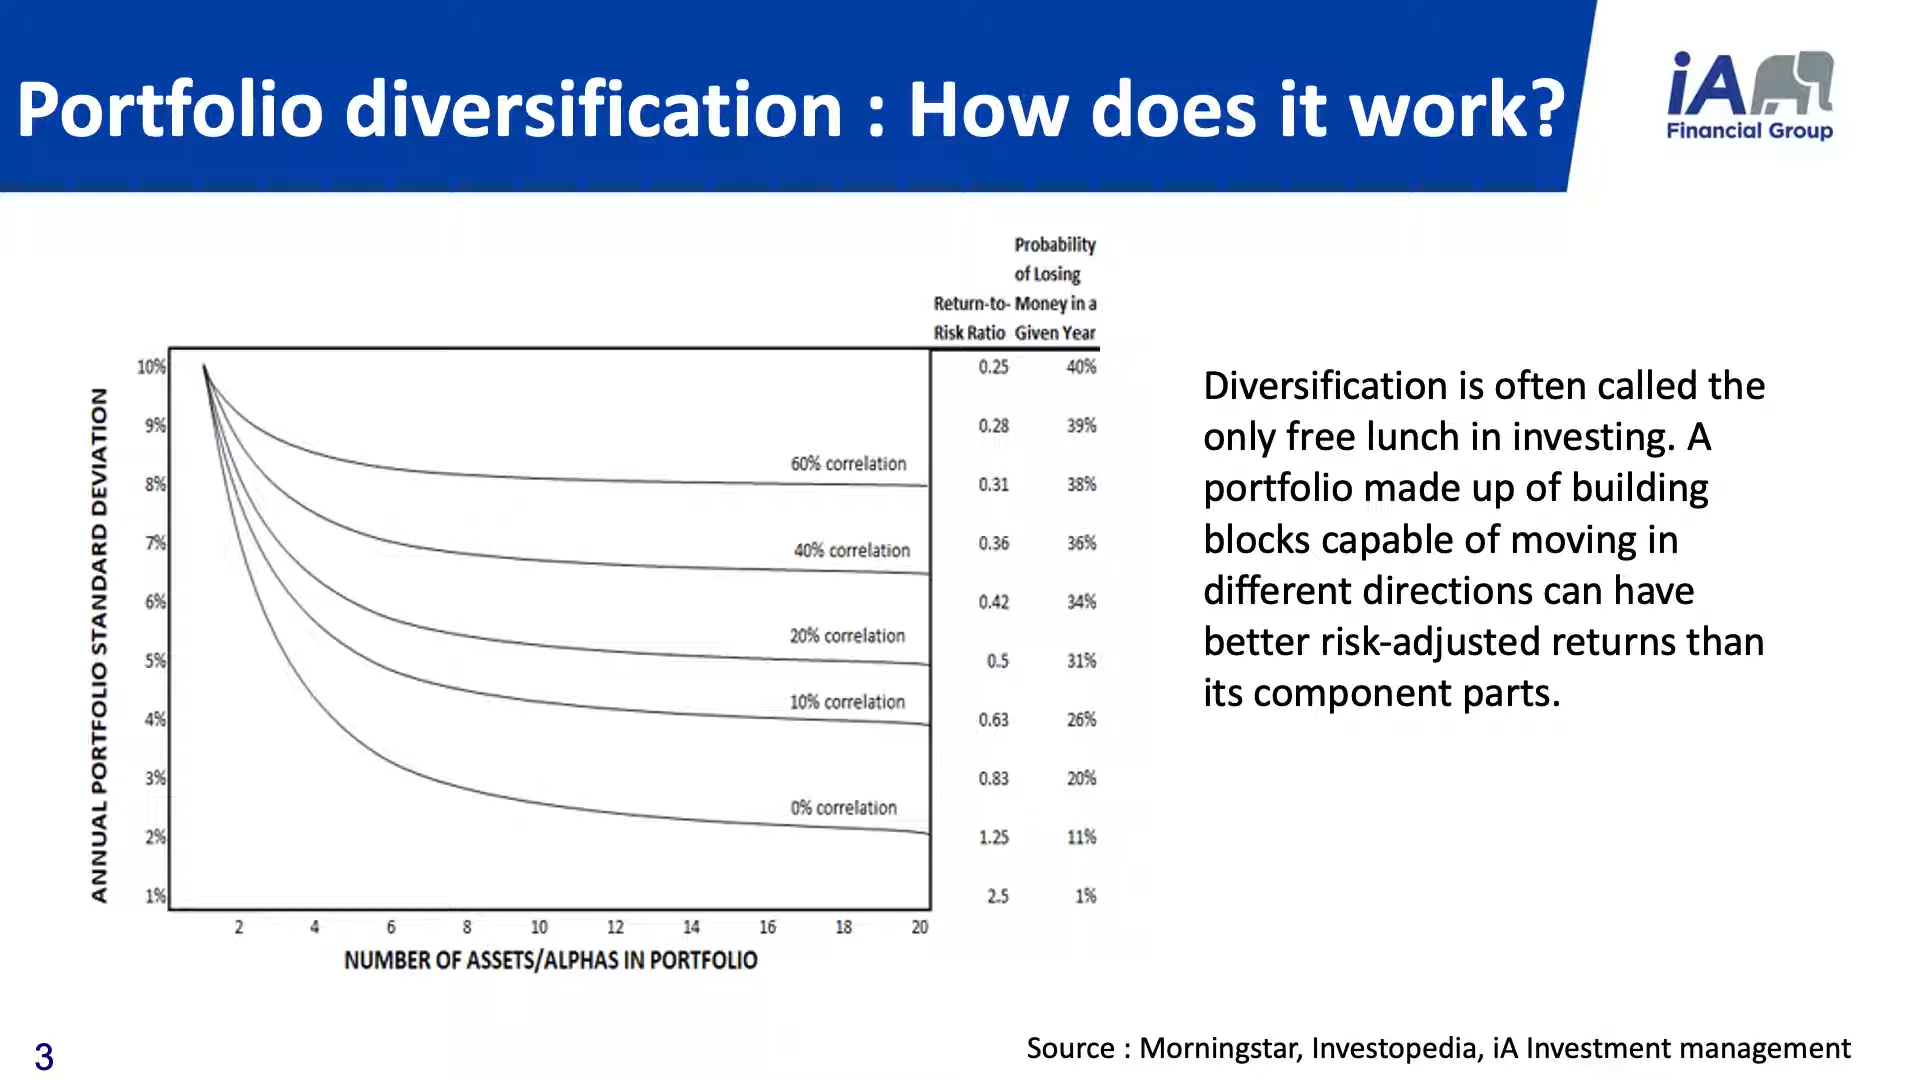 Portfolio diversification : How does it work?
iA
Financial Group
Probability
of Losing
Return-to- Money in a
Risk Ratio Given Year
ANNUAL PORTFOLIO STANDARD DEVIATION
10% 0.25 40%
9% 0.28 39%
60% correlation
8% 0.31 38%
7% 0.36 36%
40% correlation
6% 0.42 34%
20% correlation
5% 0.5 31%
10% correlation
4% 0.63 26%
3% 0.83 20%
0% correlation
2% 1.25 11%
1% 2.5 1%
2 4 6 8 10 12 14 16 18 20
NUMBER OF ASSETS/ALPHAS IN PORTFOLIO
Diversification is often called the
only free lunch in investing. A
portfolio made up of building
blocks capable of moving in
different directions can have
better risk-adjusted returns than
its component parts.
3
Source : Morningstar, Investopedia, iA Investment management